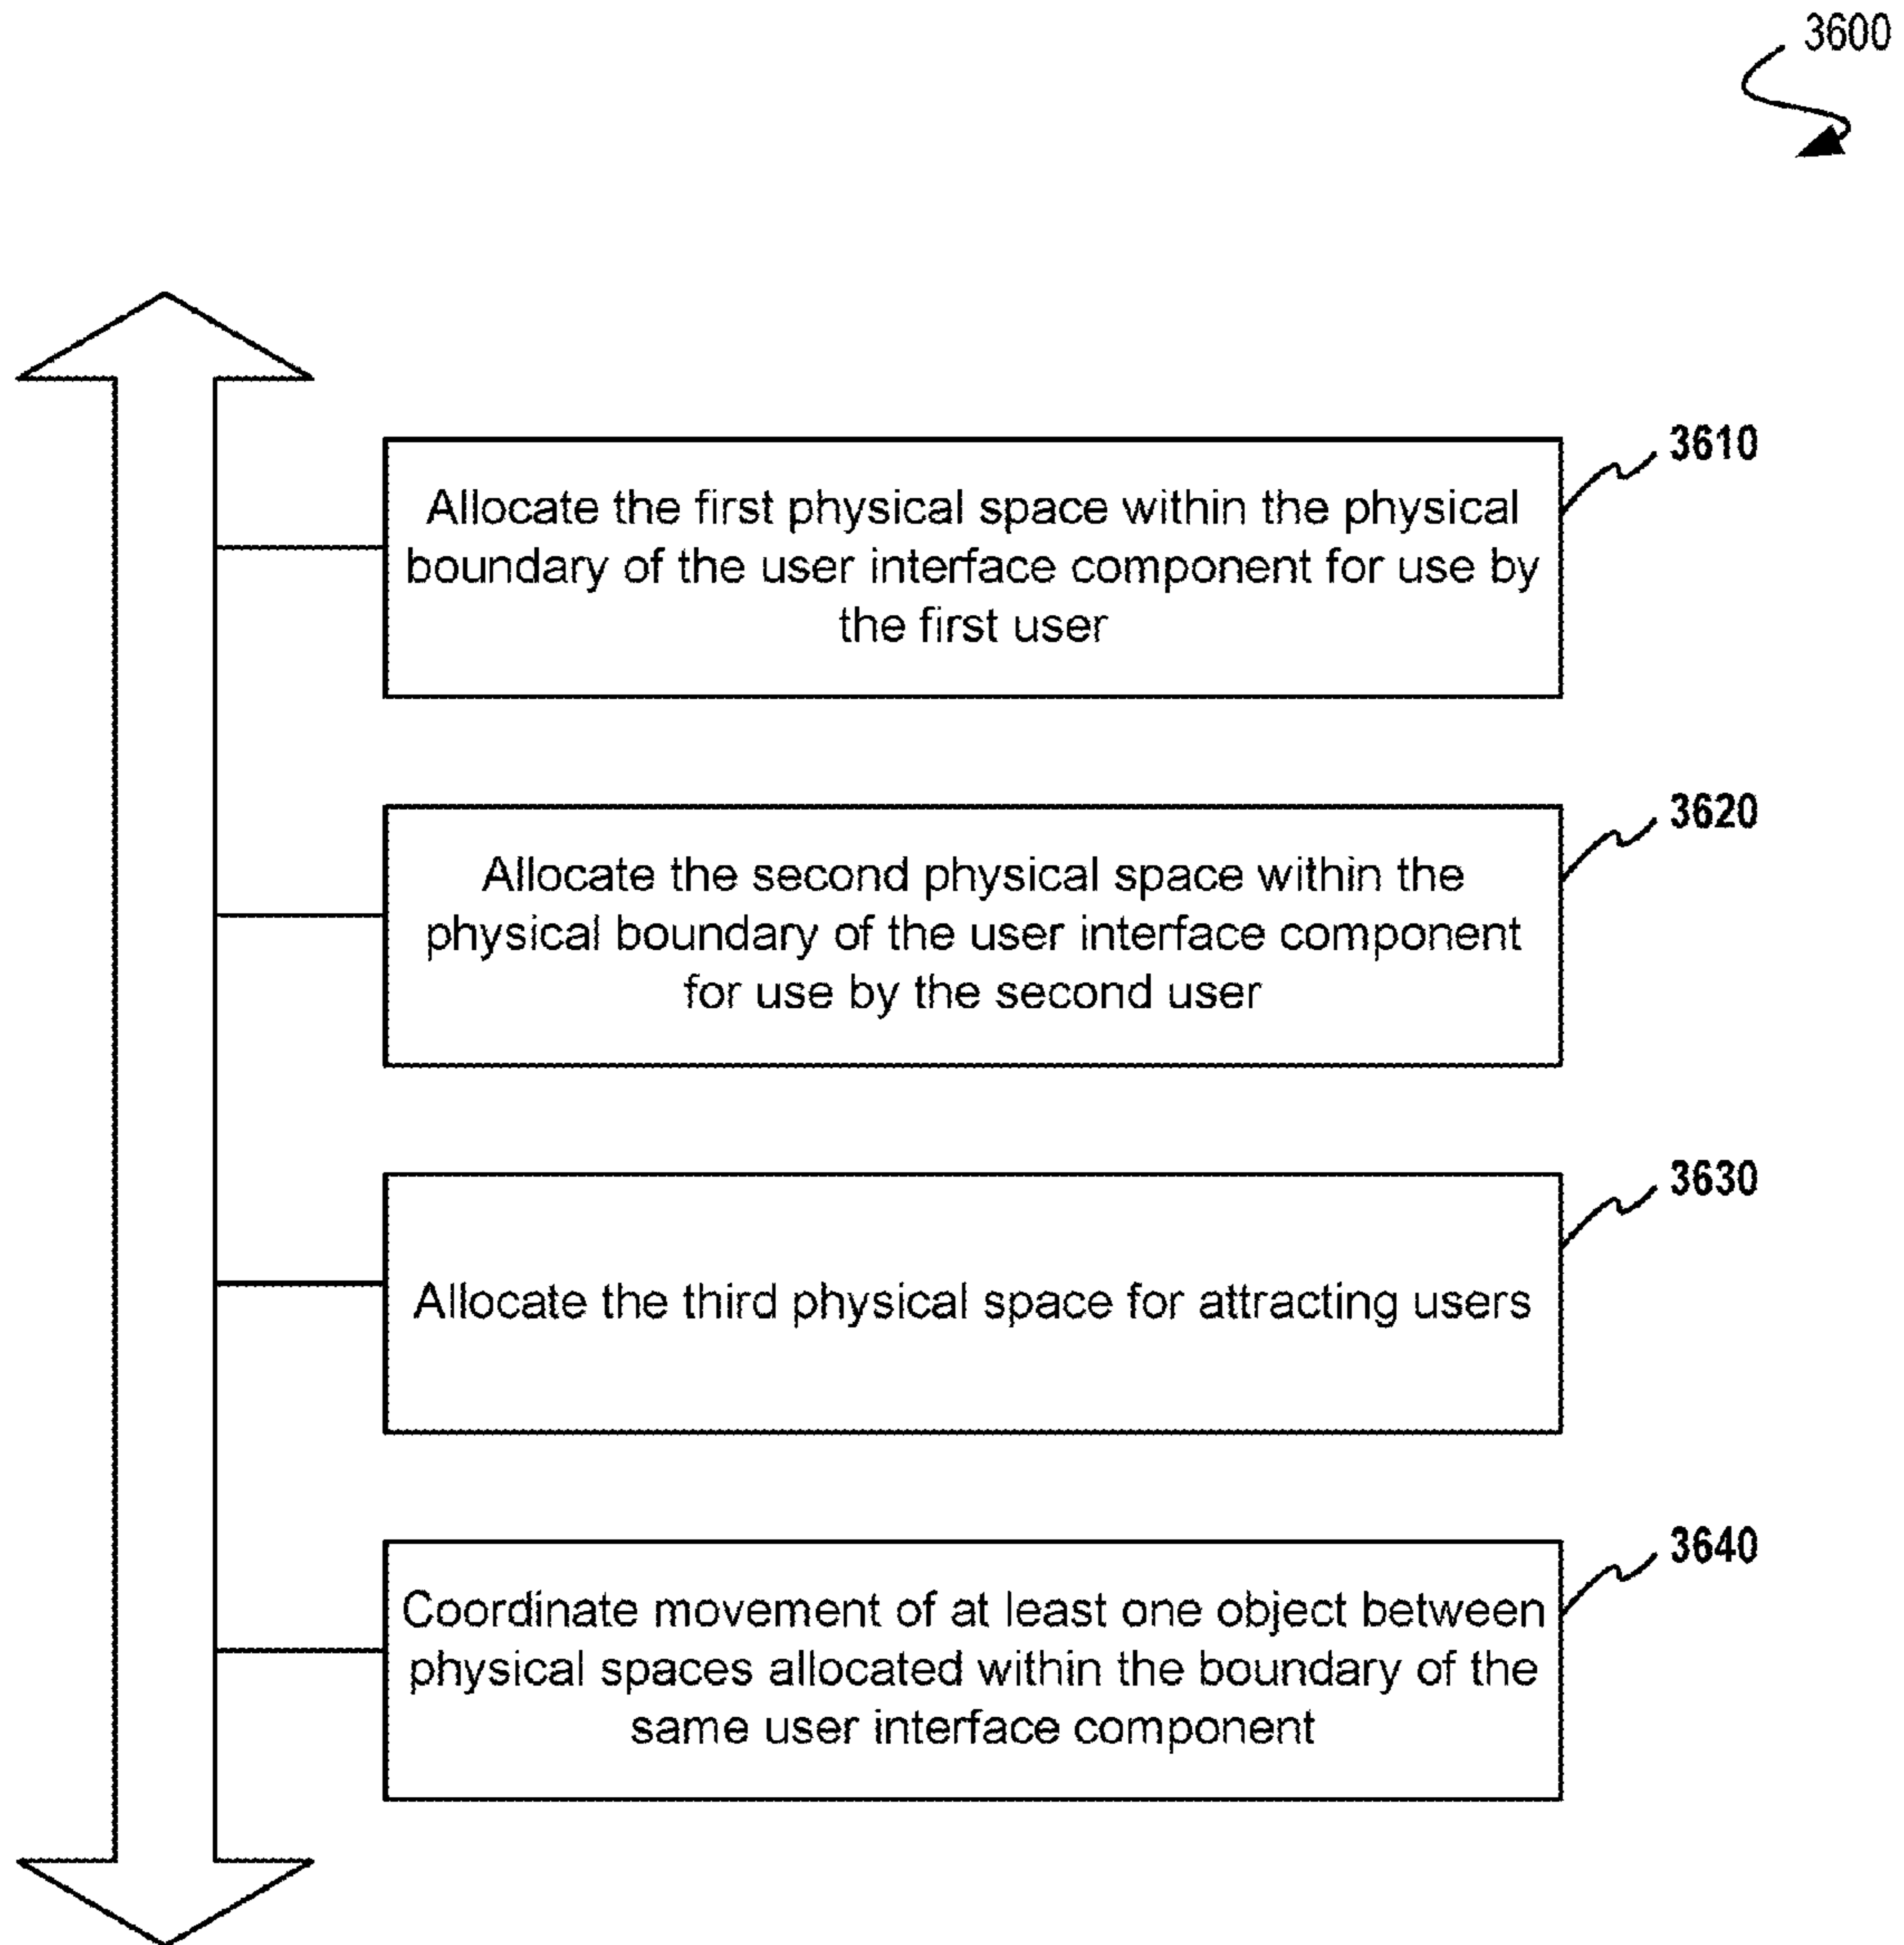 3600
3610
Allocate the first physical space within the physical
boundary of the user interface component for use by
the first user
3620
Allocate the second physical space within the
physical boundary of the user interface component
for use by the second user
3630
Allocate the third physical space for attracting users
3640
Coordinate movement of at least one object between
physical spaces allocated within the boundary of the
same user interface component